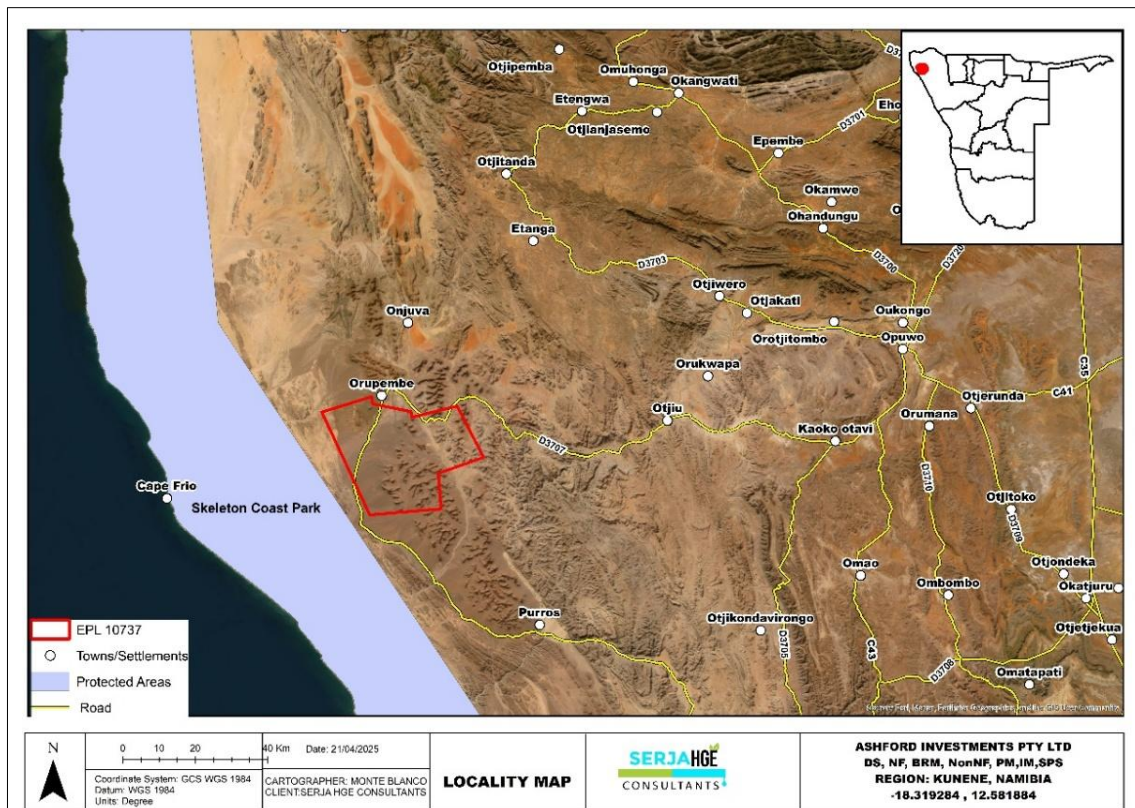 Otjipemba
Omuhonga
Okangwati
Etengwa
Otjianjasemo
D3701
Epembe
Otjitanda
Okamwe
Ohandungu
Etanga
D3703
D3700
D3720
Otjiwero
Otjakati
Oukongo
Onjuva
Orotjitombo
Opuwo
Orukwapa
C35
C41
Orupembe
Otjiu
Otjerunda
Orumana
D3707
Kaoko otavi
D3710
Cape Frio
Skeleton Coast Park
Otjitoko
D3709
Omao
Otjondeka
Ombombo
Okatjuru
Purros
Otjikondavirongo
D3705
C43
Otjetjekua
D3708
Omatapati
EPL 10737
Towns/Settlements
Protected Areas
Road
N
0 10 20 40 Km
Date: 21/04/2025
Coordinate System: GCS WGS 1984
Datum: WGS 1984
Units: Degree
CARTOGRAPHER: MONTE BLANCO
CLIENT:SERJA HGE CONSULTANTS
LOCALITY MAP
SERJA HGE
CONSULTANTS
ASHFORD INVESTMENTS PTY LTD
DS, NF, BRM, NonNF, PM,IM,SPS
REGION: KUNENE, NAMIBIA
-18.319284 , 12.581884